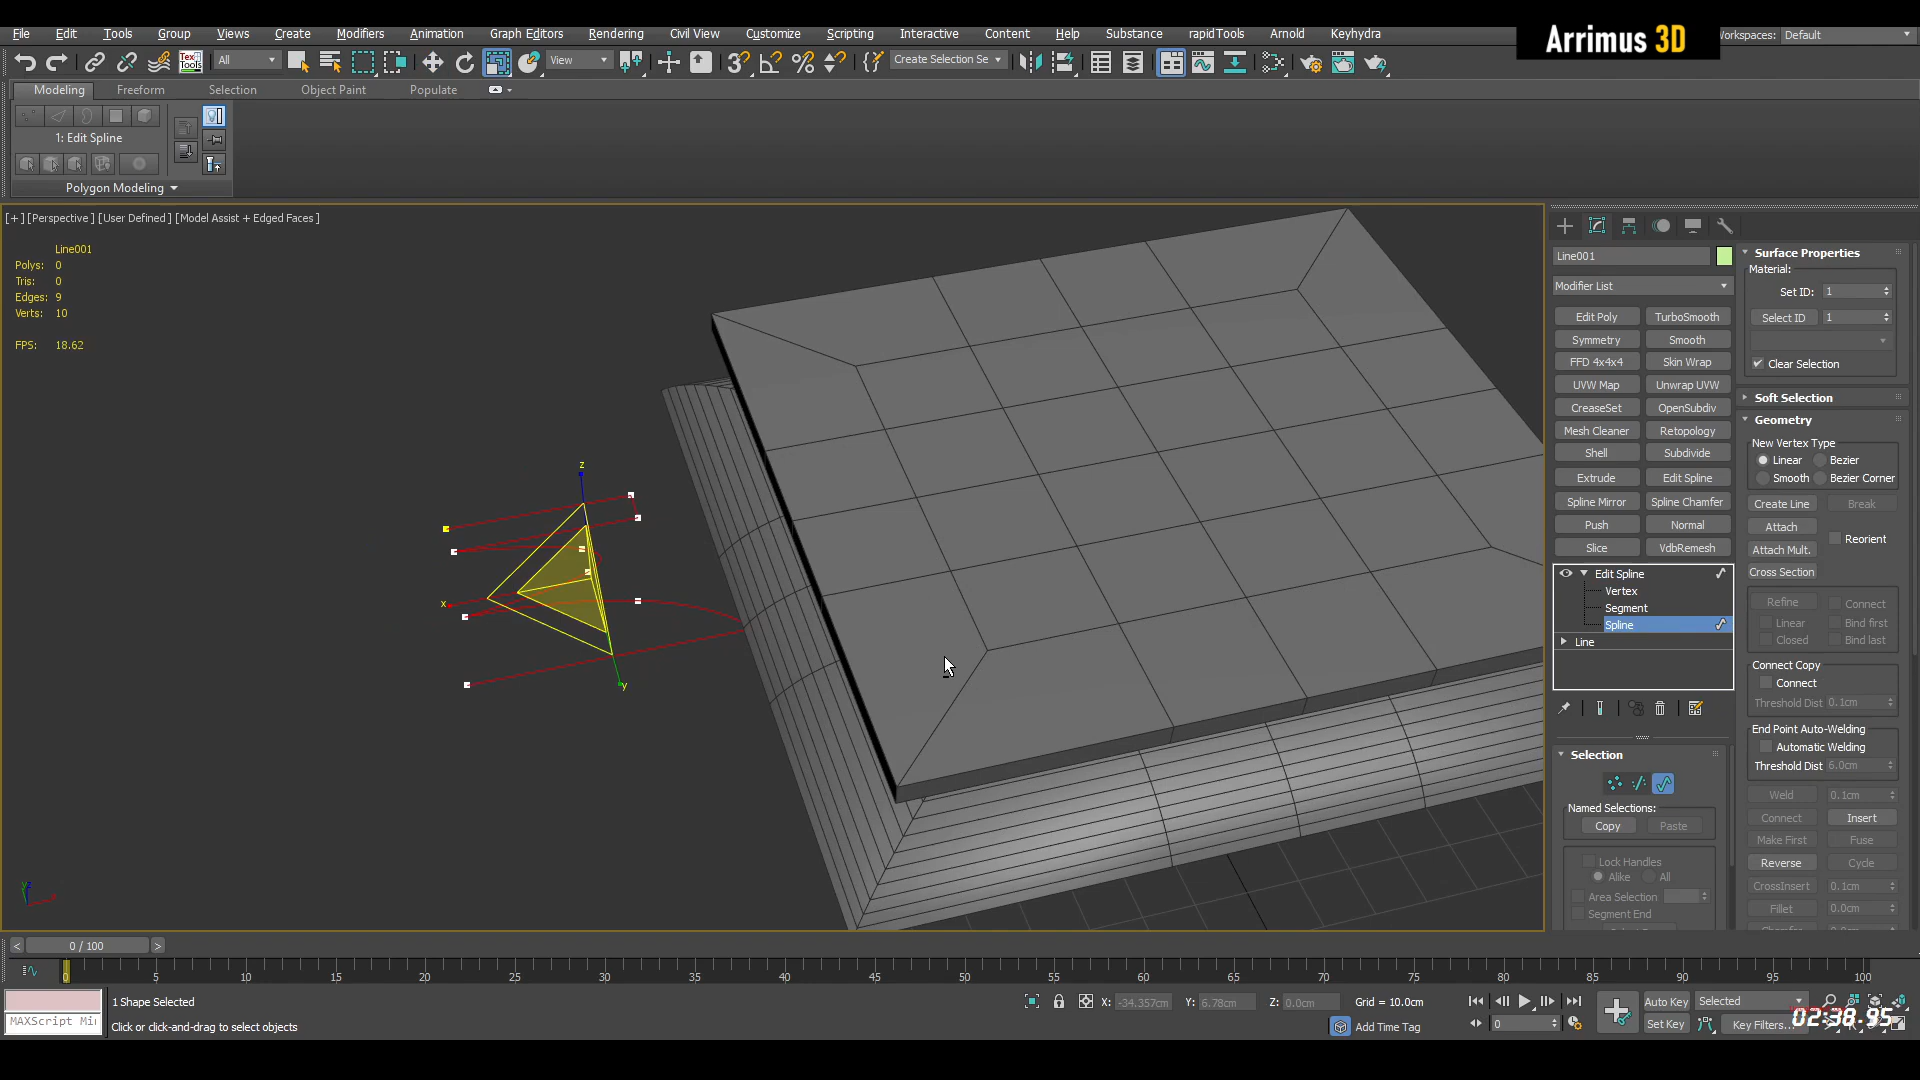 File Edit Tools Group Views Create Modifiers Animation Graph Editors Rendering Civil View Customize Scripting Interactive Content Help Substance rapidTools Arnold Keyhydra
Arrimus 3D
Workspaces: Default
All
View
Create Selection Se
Modeling Freeform Selection Object Paint Populate
1: Edit Spline
Polygon Modeling
[+] [Perspective] [User Defined] [Model Assist + Edged Faces]
Line001
Polys: 0
Tris: 0
Edges: 9
Verts: 10
FPS: 18.62
z
x
y
Line001
Modifier List
Edit Poly TurboSmooth
Symmetry Smooth
FFD 4x4x4 Skin Wrap
UVW Map Unwrap UVW
CreaseSet OpenSubdiv
Mesh Cleaner Retopology
Shell Subdivide
Extrude Edit Spline
Spline Mirror Spline Chamfer
Push Normal
Slice VdbRemesh
Edit Spline
Vertex
Segment
Spline
Line
Selection
Named Selections:
Copy Paste
Lock Handles
Alike All
Area Selection
Segment End
Surface Properties
Material:
Set ID: 1
Select ID 1
Clear Selection
Soft Selection
Geometry
New Vertex Type
Linear Bezier
Smooth Bezier Corner
Create Line Break
Attach
Attach Mult. Reorient
Cross Section
Refine Connect
Linear Bind first
Closed Bind last
Connect Copy
Connect
Threshold Dist 0.1cm
End Point Auto-Welding
Automatic Welding
Threshold Dist 6.0cm
Weld 0.1cm
Connect Insert
Make First Fuse
Reverse Cycle
CrossInsert 0.1cm
Fillet 0.0cm
< 0 / 100 >
0 5 10 15 20 25 30 35 40 45 50 55 60 65 70 75 80 85 90 95 100
1 Shape Selected
X: -34.357cm Y: 6.78cm Z: 0.0cm Grid = 10.0cm
Auto Key Selected
MAXScript Mi
Click or click-and-drag to select objects
Add Time Tag
0
Set Key Key Filters...
02:38.95